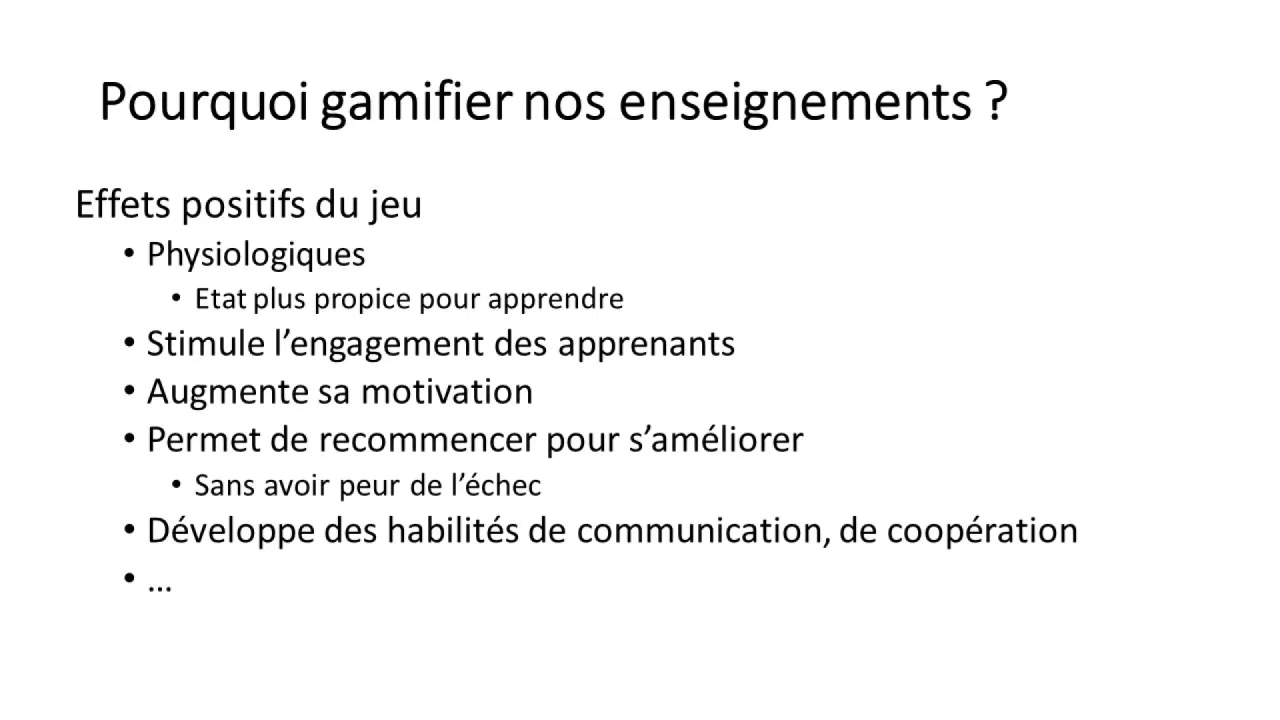 Pourquoi gamifier nos enseignements ?
Effets positifs du jeu
• Physiologiques
• Etat plus propice pour apprendre
• Stimule l’engagement des apprenants
• Augmente sa motivation
• Permet de recommencer pour s’améliorer
• Sans avoir peur de l’échec
• Développe des habilités de communication, de coopération
• …